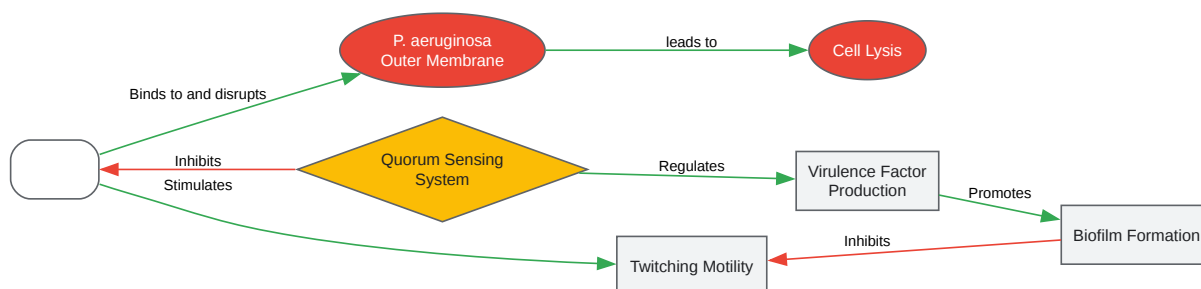 P. aeruginosa
Outer Membrane
leads to
Cell Lysis
Binds to and disrupts
Inhibits
Stimulates
Quorum Sensing
System
Regulates
Virulence Factor
Production
Promotes
Biofilm Formation
Inhibits
Twitching Motility